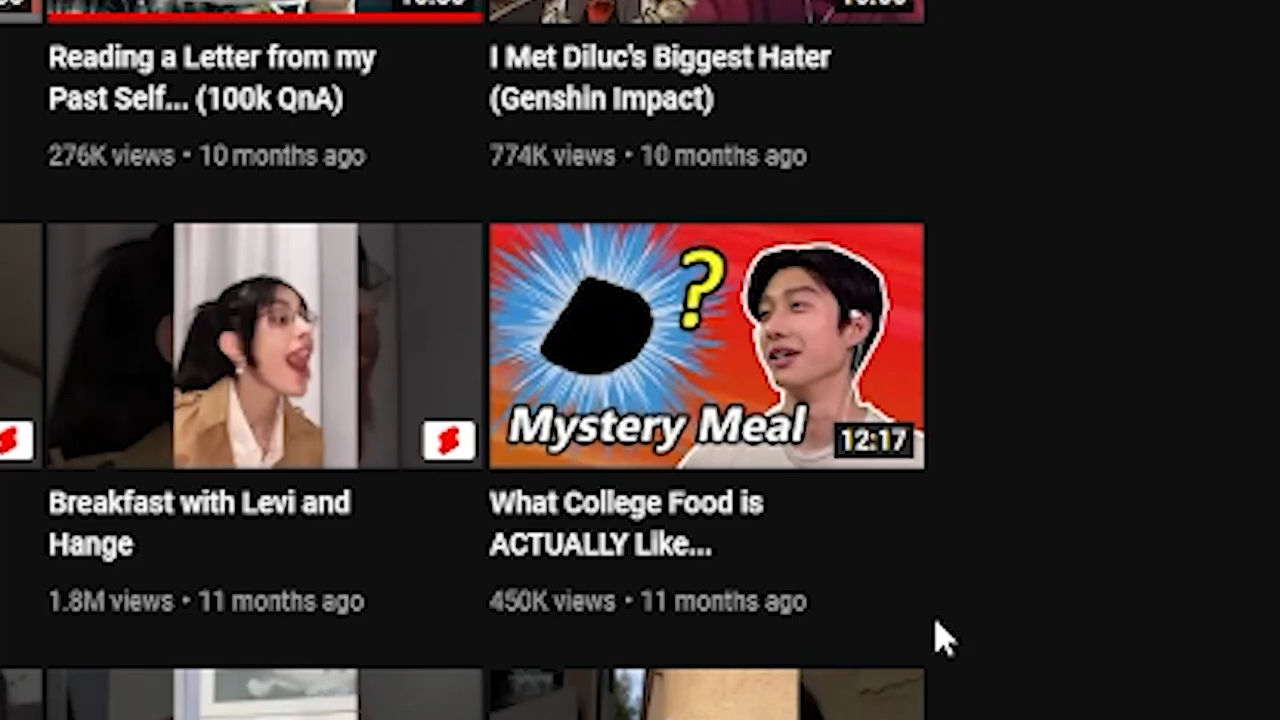 Reading a Letter from my
Past Self... (100k QnA)
276K views • 10 months ago
I Met Diluc's Biggest Hater
(Genshin Impact)
774K views • 10 months ago
?
Mystery Meal
12:17
Breakfast with Levi and
Hange
1.8M views • 11 months ago
What College Food is
ACTUALLY Like...
450K views • 11 months ago